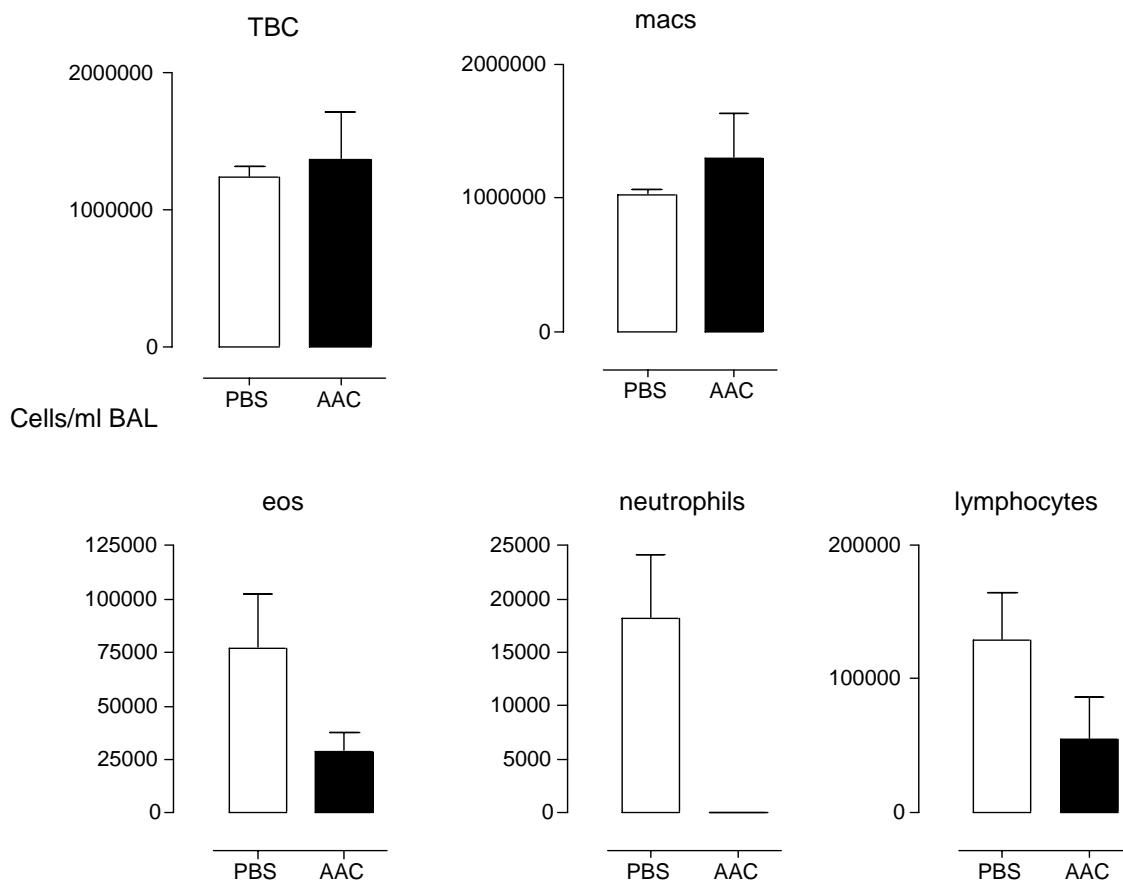 TBC
2000000
1000000
0
PBS AAC
macs
2000000
1000000
0
PBS AAC
Cells/ml BAL
eos
125000
100000
75000
50000
25000
0
PBS AAC
neutrophils
25000
20000
15000
10000
5000
0
PBS AAC
lymphocytes
200000
100000
0
PBS AAC